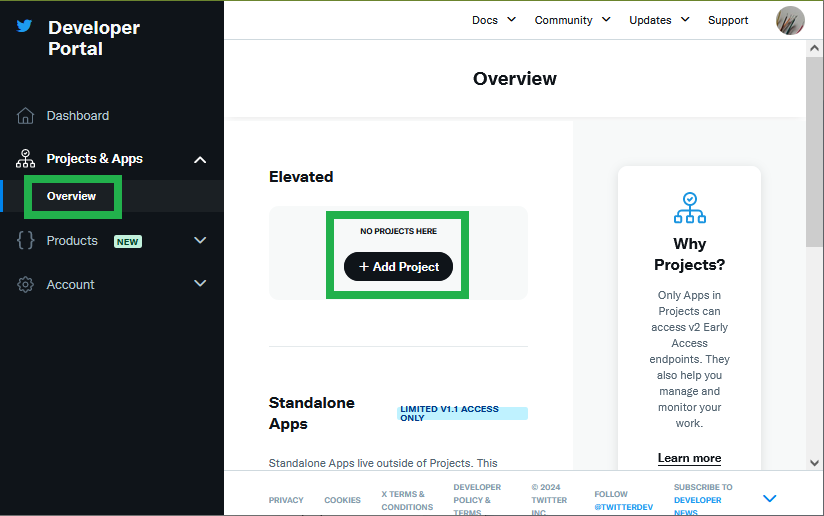 Developer
Portal
Docs
Community
Updates
Support
Dashboard
Projects & Apps
Overview
Products
NEW
Account
Overview
Elevated
NO PROJECTS HERE
+ Add Project
Standalone
Apps
LIMITED V1.1 ACCESS
ONLY
Standalone Apps live outside of Projects. This
Why
Projects?
Only Apps in
Projects can
access v2 Early
Access
endpoints. They
also help you
manage and
monitor your
work.
Learn more
PRIVACY
COOKIES
X TERMS &
CONDITIONS
DEVELOPER
POLICY &
TERMS
© 2024
TWITTER
INC.
FOLLOW
@TWITTERDEV
SUBSCRIBE TO
DEVELOPER
NEWS